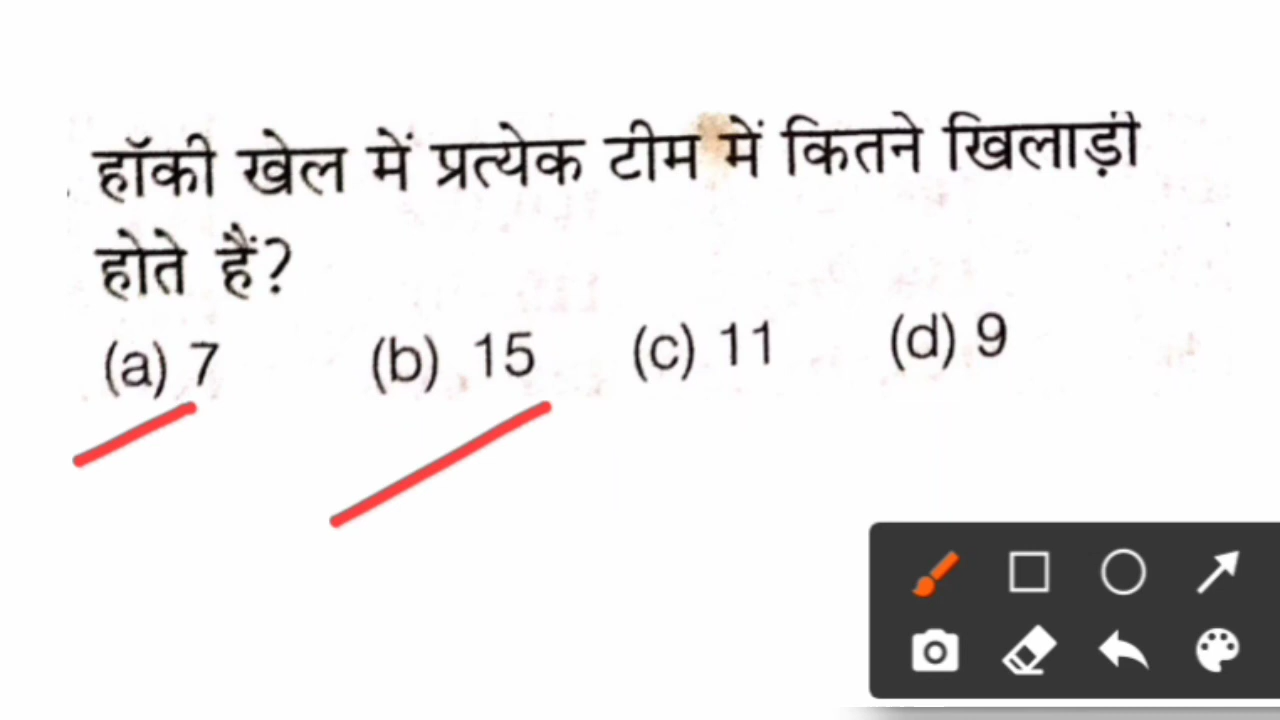 हॉकी खेल में प्रत्येक टीम में कितने खिलाड़ी
होते हैं?
(a) 7 (b) 15 (c) 11 (d) 9